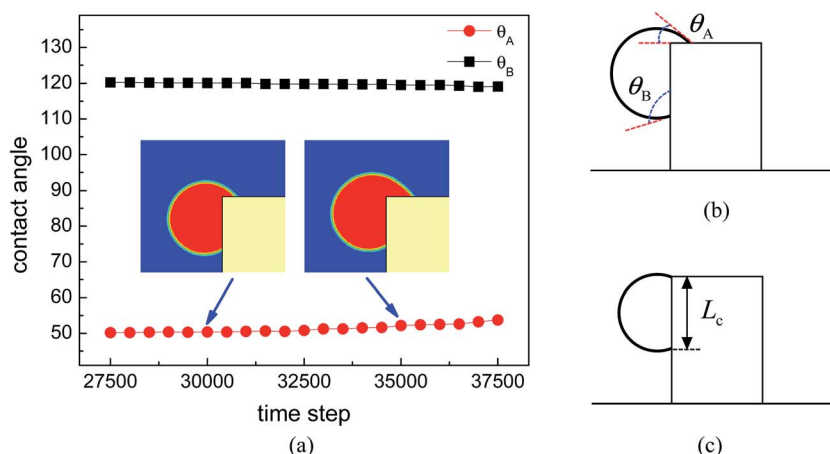 130
120
110
100
90
80
70
60
50
27500
30000
32500
35000
37500
contact angle
time step
θA
θB
(a)
θA
θB
(b)
Lc
(c)